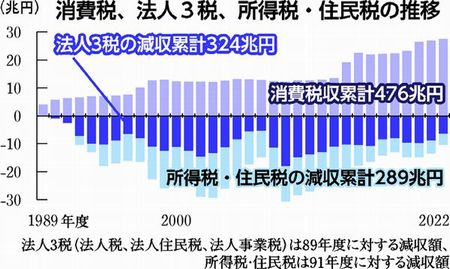 (兆円)
消費税、法人3税、所得税・住民税の推移
30
法人3税の減収累計324兆円
20
10
消費税収累計476兆円
0
-10
所得税・住民税の減収累計289兆円
-20
-30
1989年度
2000
2022
法人3税(法人税、法人住民税、法人事業税)は89年度に対する減収額、
所得税・住民税は91年度に対する減収額